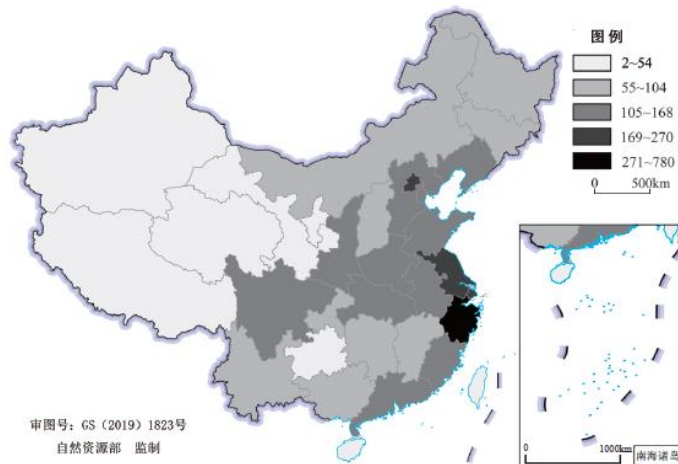 图例
2~54
55~104
105~168
169~270
271~780
0 500km
审图号：GS（2019）1823号
自然资源部 监制
0 1000km
南海诸岛